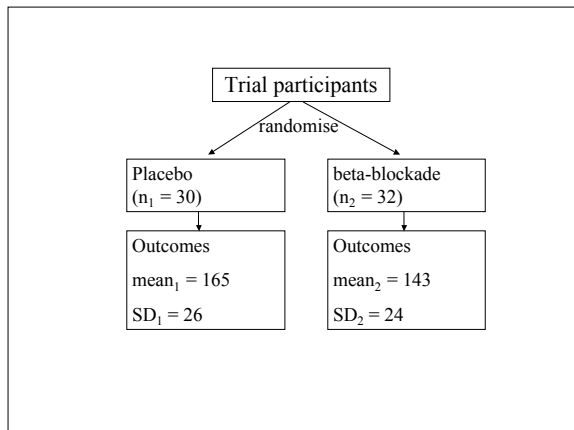 Trial participants
randomise
Placebo
(n₁ = 30)
beta-blockade
(n₂ = 32)
Outcomes
mean₁ = 165
SD₁ = 26
Outcomes
mean₂ = 143
SD₂ = 24